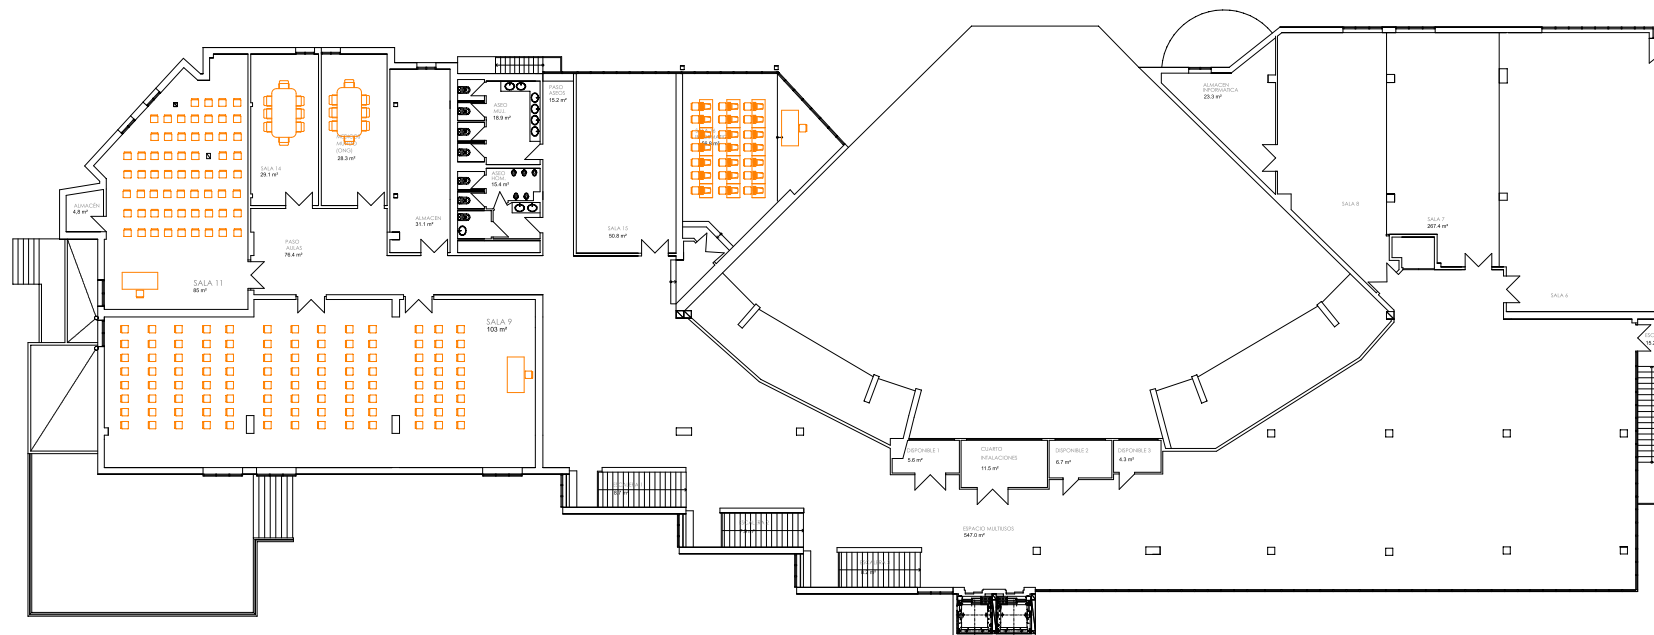 ALMACEN
4.8 m²
SALA 11
85 m²
SALA 14
29.1 m²
(ONG)
28.3 m²
PASO
AULAS
76.4 m²
ALMACEN
31.1 m²
ASEO
MUJ.
18.9 m²
ASEO
HOM.
15.4 m²
PASO
ASEOS
15.2 m²
SALA 15
50.8 m²
SALA 9
103 m²
DISPONIBLE 1
5.6 m²
CUARTO
INTALACIONES
11.5 m²
DISPONIBLE 2
6.7 m²
DISPONIBLE 3
4.3 m²
ESPACIO MULTIUSOS
547.0 m²
ALMACEN
INFORMATICA
23.3 m²
SALA 8
SALA 7
267.4 m²
SALA 6